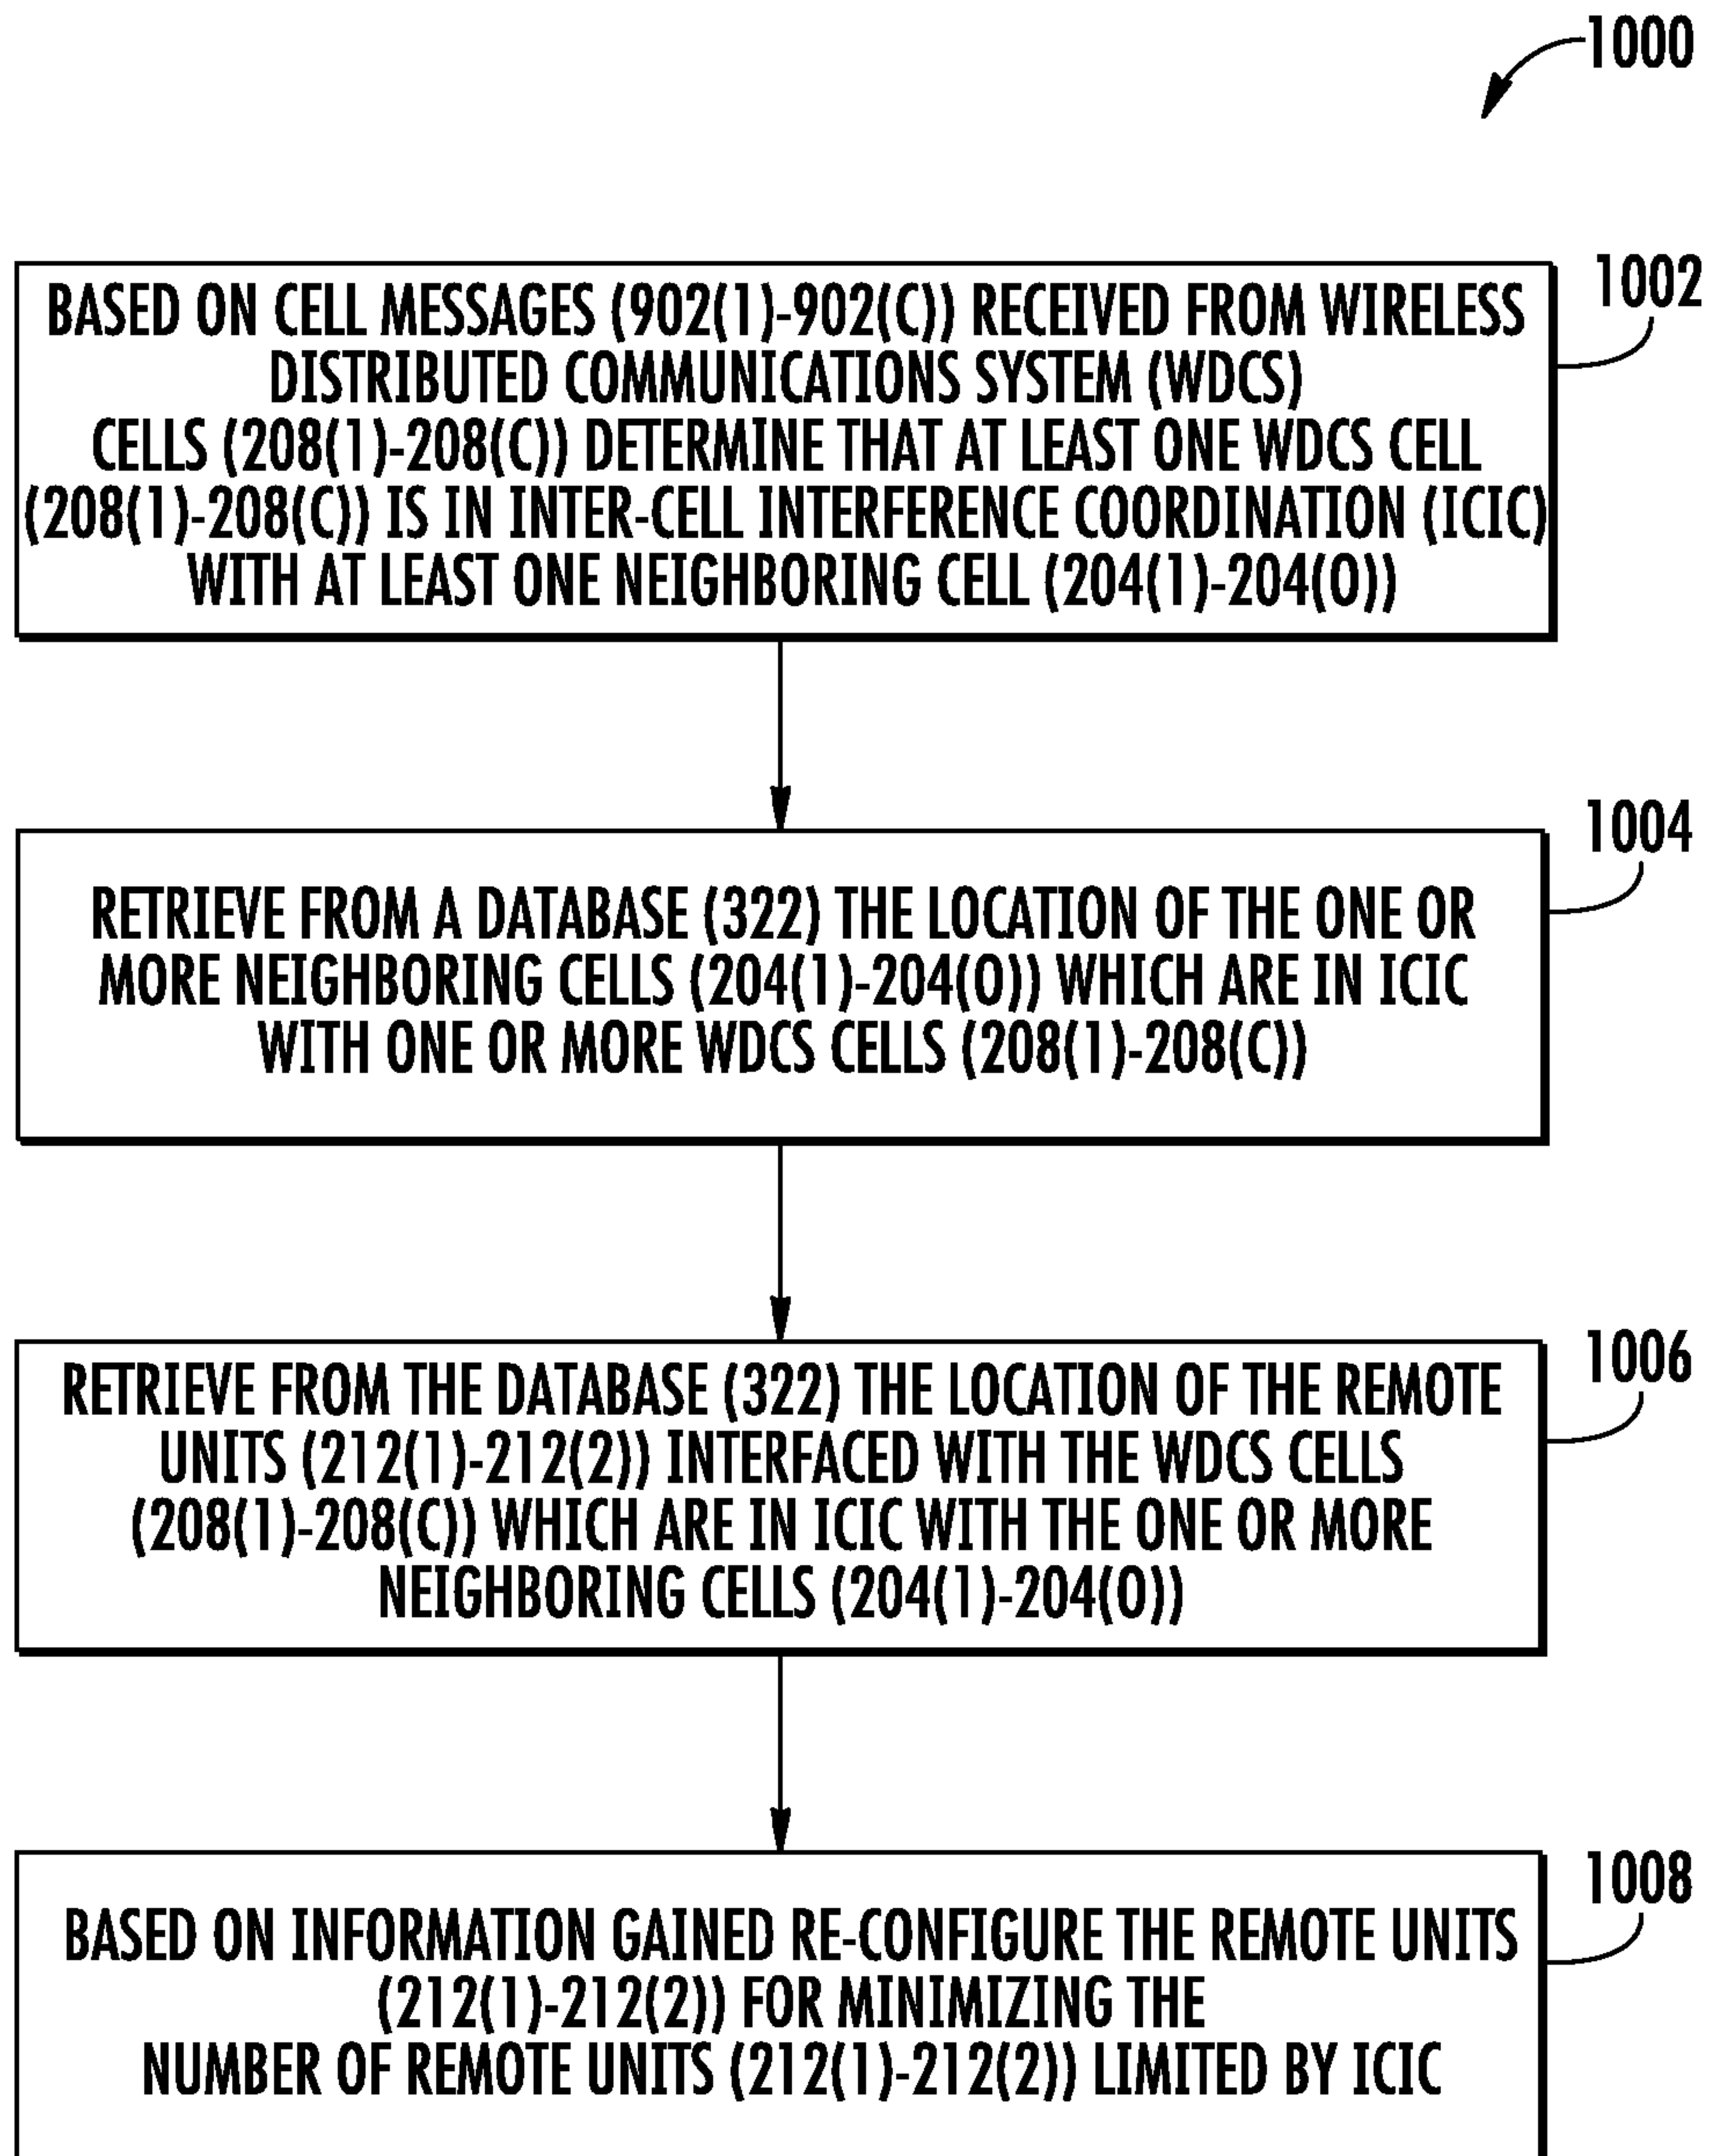 1000
1002
BASED ON CELL MESSAGES (902(1)-902(C)) RECEIVED FROM WIRELESS
DISTRIBUTED COMMUNICATIONS SYSTEM (WDCS)
CELLS (208(1)-208(C)) DETERMINE THAT AT LEAST ONE WDCS CELL
(208(1)-208(C)) IS IN INTER-CELL INTERFERENCE COORDINATION (ICIC)
WITH AT LEAST ONE NEIGHBORING CELL (204(1)-204(O))
1004
RETRIEVE FROM A DATABASE (322) THE LOCATION OF THE ONE OR
MORE NEIGHBORING CELLS (204(1)-204(O)) WHICH ARE IN ICIC
WITH ONE OR MORE WDCS CELLS (208(1)-208(C))
1006
RETRIEVE FROM THE DATABASE (322) THE LOCATION OF THE REMOTE
UNITS (212(1)-212(2)) INTERFACED WITH THE WDCS CELLS
(208(1)-208(C)) WHICH ARE IN ICIC WITH THE ONE OR MORE
NEIGHBORING CELLS (204(1)-204(O))
1008
BASED ON INFORMATION GAINED RE-CONFIGURE THE REMOTE UNITS
(212(1)-212(2)) FOR MINIMIZING THE
NUMBER OF REMOTE UNITS (212(1)-212(2)) LIMITED BY ICIC